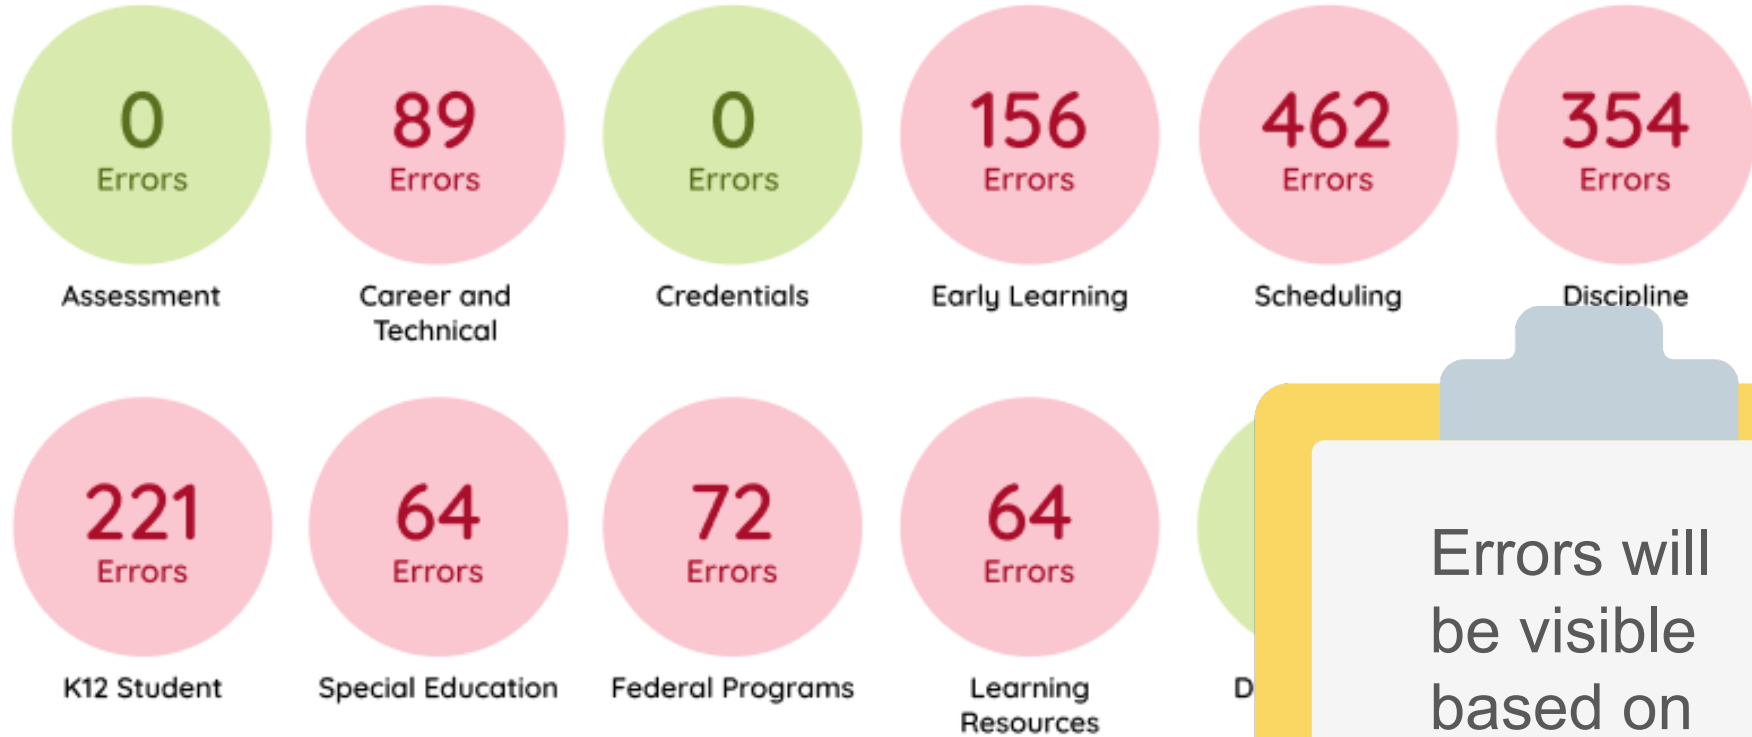 0
Errors
Assessment
89
Errors
Career and
Technical
0
Errors
Credentials
156
Errors
Early Learning
462
Errors
Scheduling
354
Errors
Discipline
221
Errors
K12 Student
64
Errors
Special Education
72
Errors
Federal Programs
64
Errors
Learning
Resources
Errors will
be visible
based on